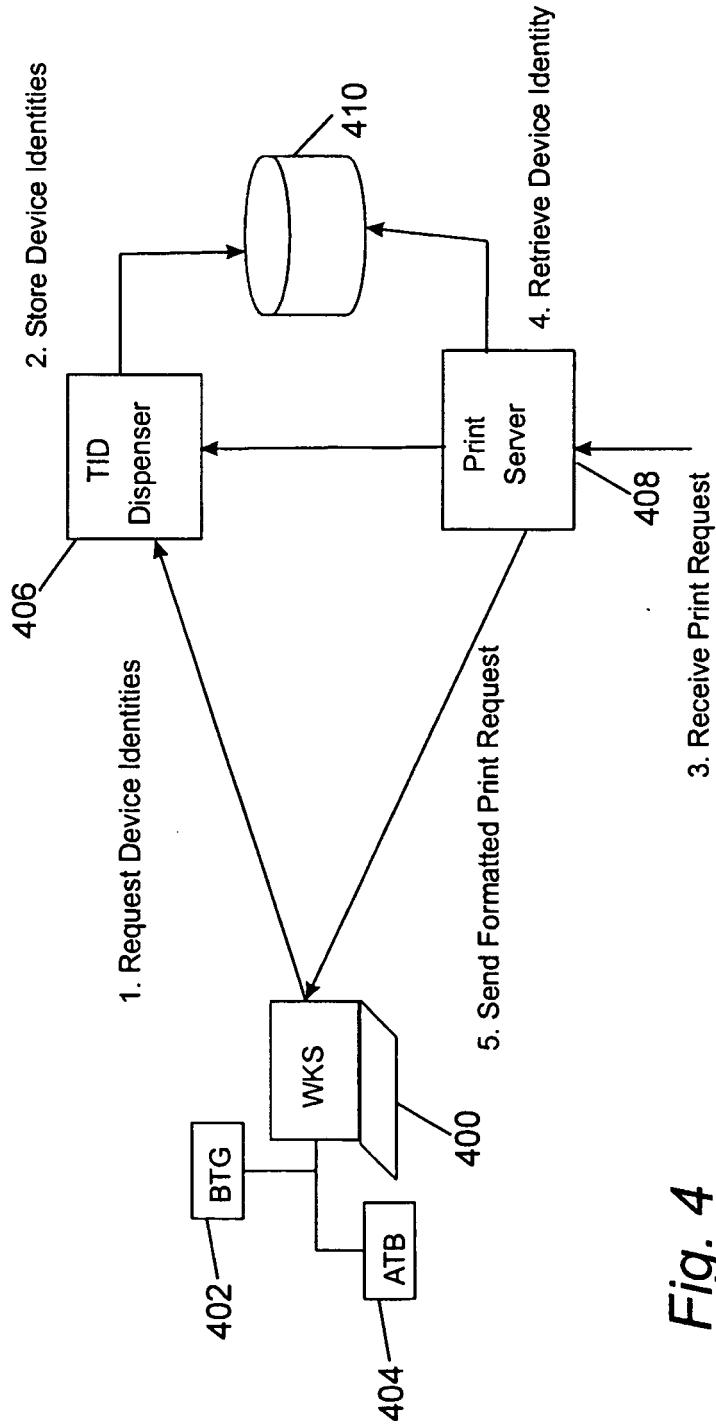 2. Store Device Identities
406
TID
Dispenser
410
1. Request Device Identities
4. Retrieve Device Identity
402
BTG
WKS
Print
Server
408
404
ATB
400
5. Send Formatted Print Request
3. Receive Print Request
Fig. 4